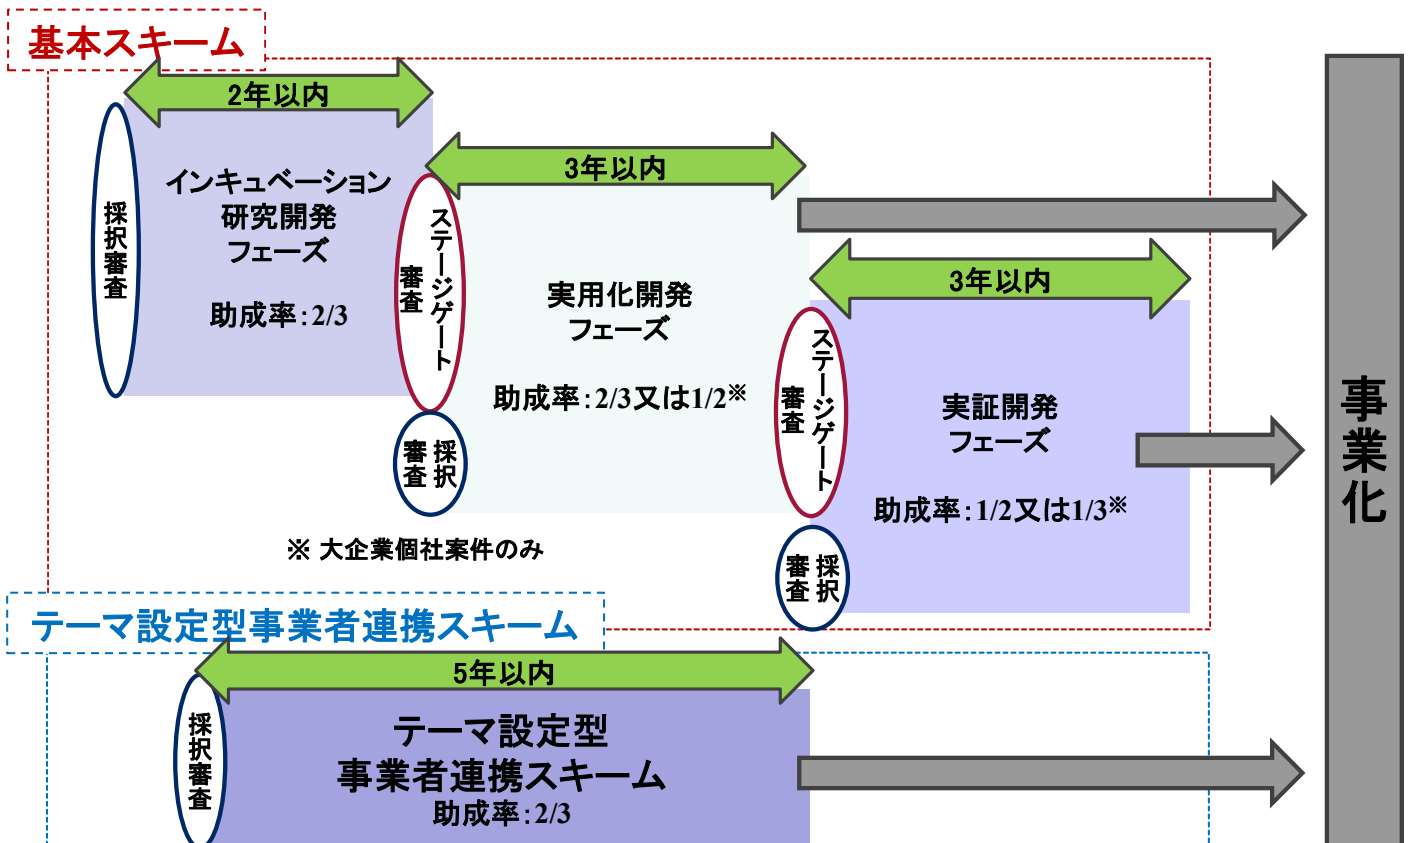 基本スキーム
2年以内
採択審査
インキュベーション
研究開発
フェーズ
助成率：2/3
3年以内
ステージゲート
審査
採択
審査
実用化開発
フェーズ
助成率：2/3又は1/2※
3年以内
ステージゲート
審査
採択
審査
実証開発
フェーズ
助成率：1/2又は1/3※
※ 大企業個社案件のみ
事業化
テーマ設定型事業者連携スキーム
5年以内
採択審査
テーマ設定型
事業者連携スキーム
助成率：2/3